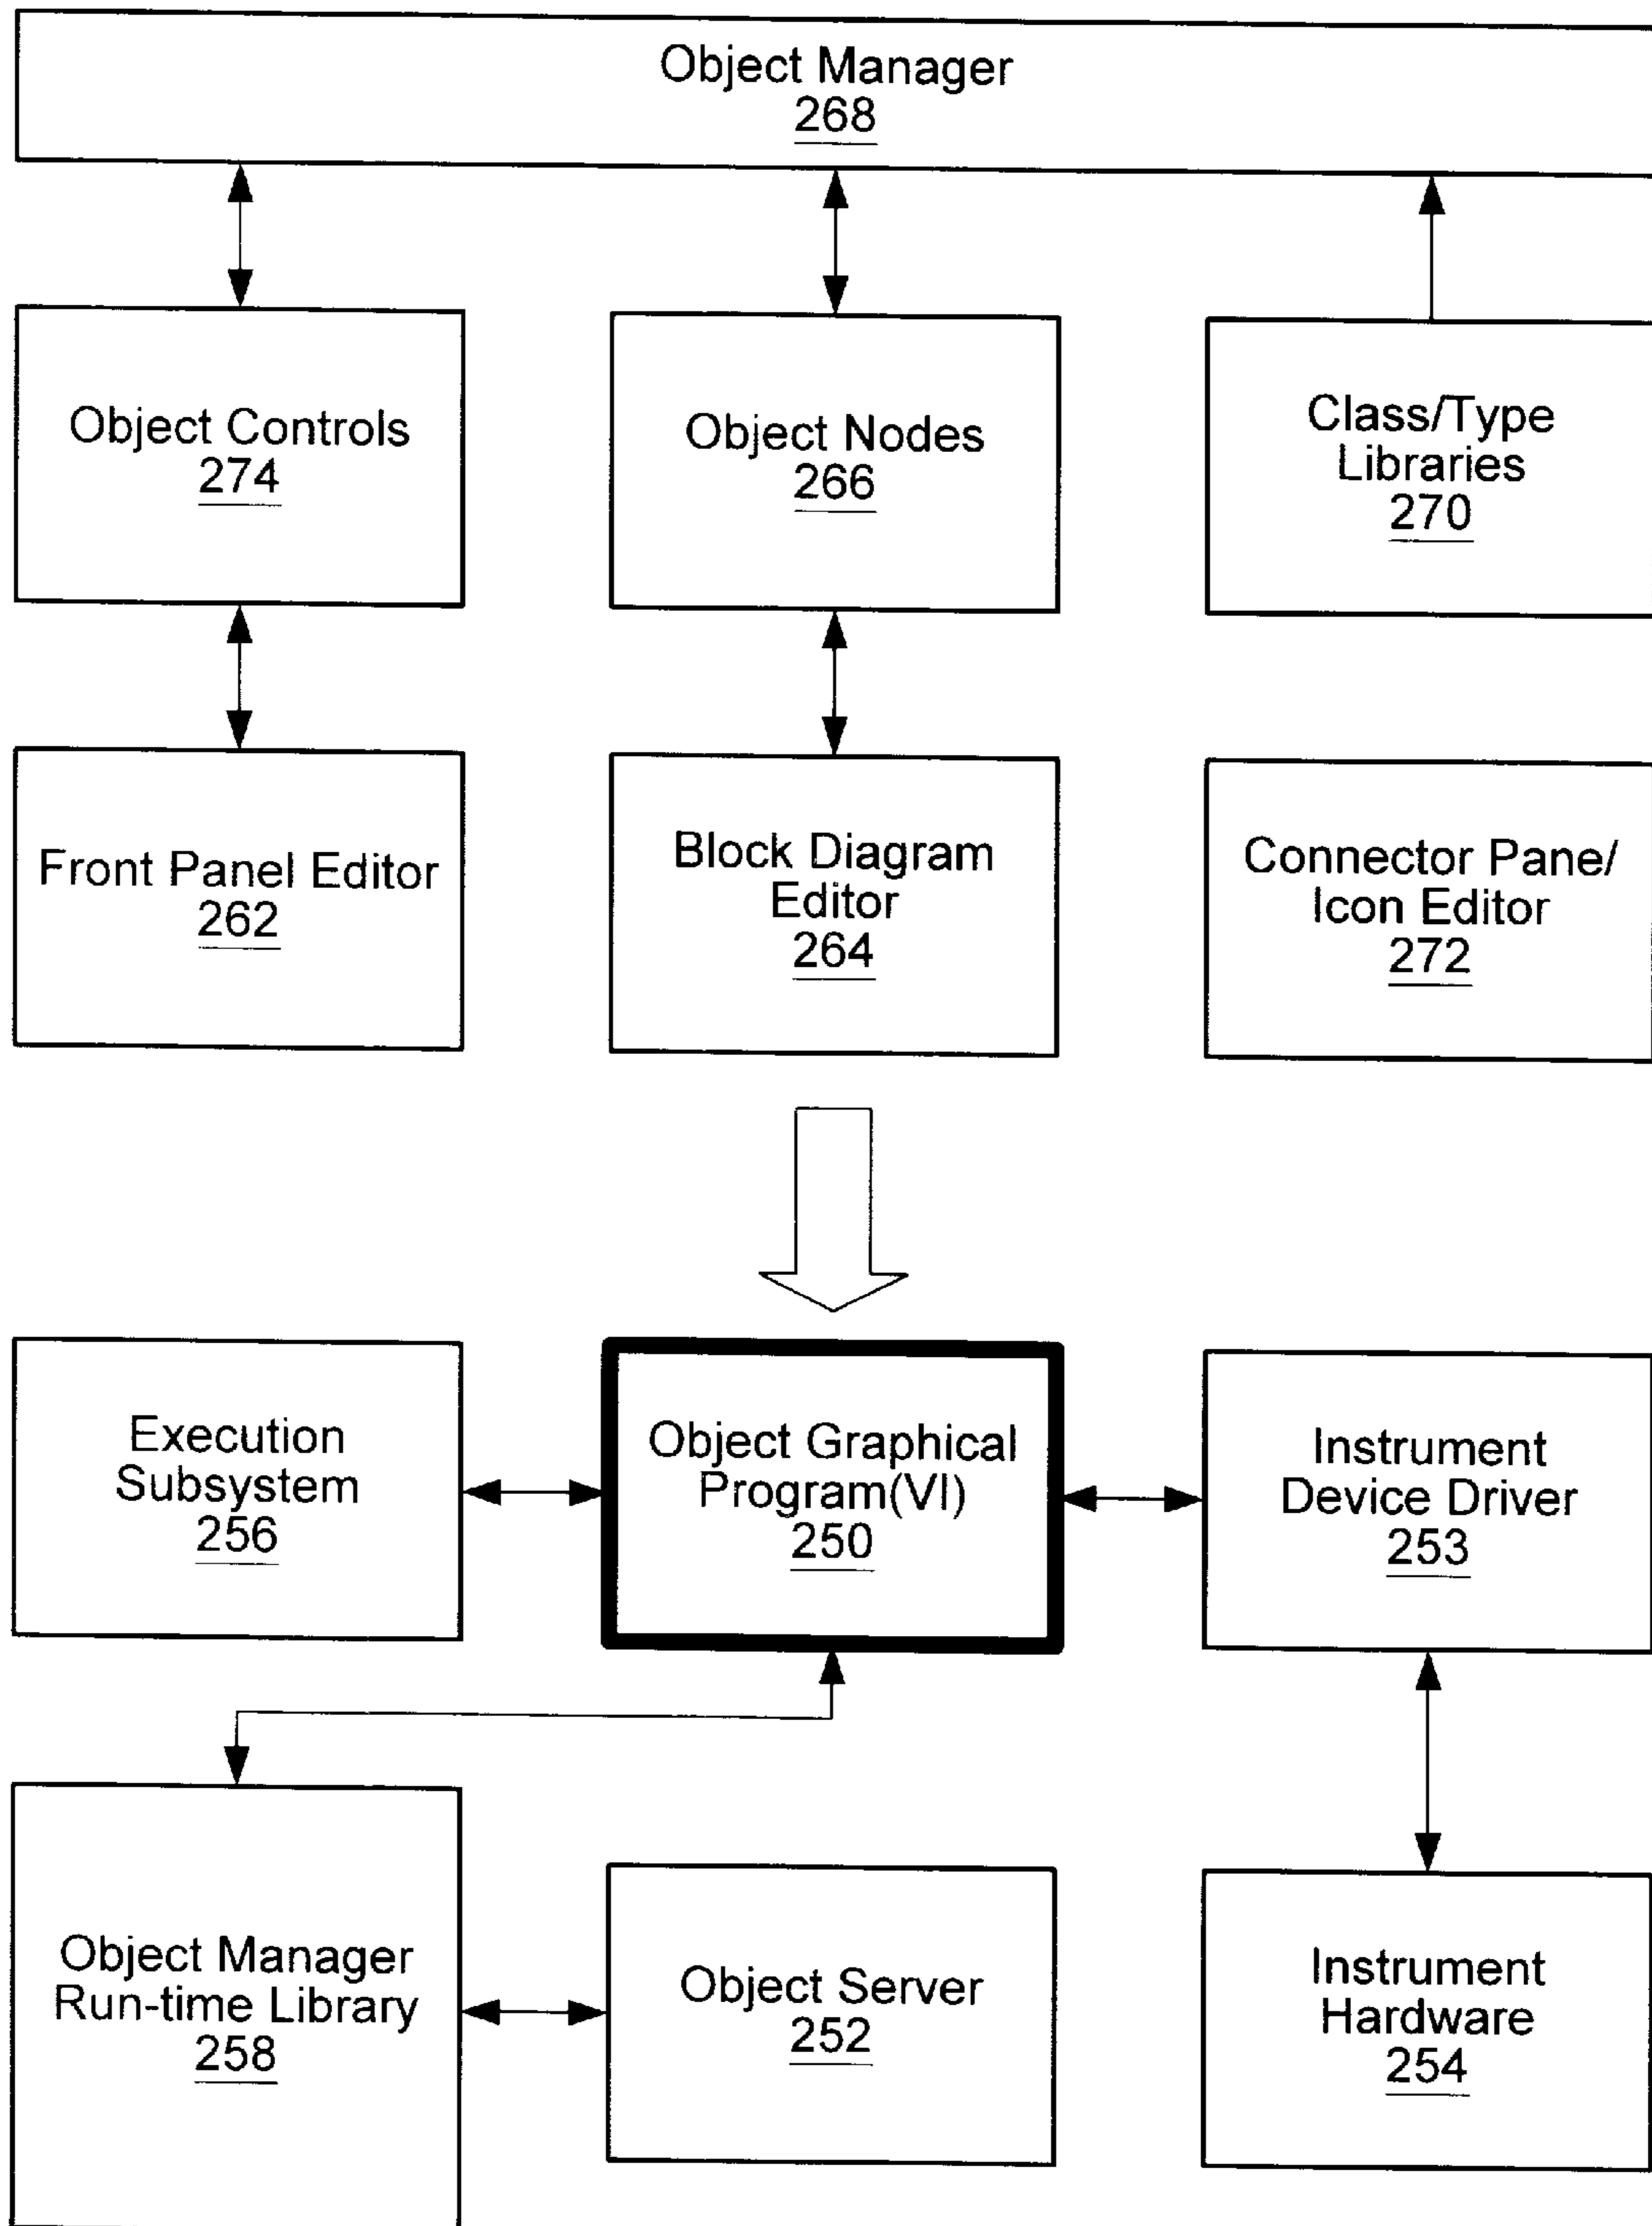 Object Manager
268
Object Controls
274
Object Nodes
266
Class/Type
Libraries
270
Front Panel Editor
262
Block Diagram
Editor
264
Connector Pane/
Icon Editor
272
Execution
Subsystem
256
Object Graphical
Program(VI)
250
Instrument
Device Driver
253
Object Manager
Run-time Library
258
Object Server
252
Instrument
Hardware
254